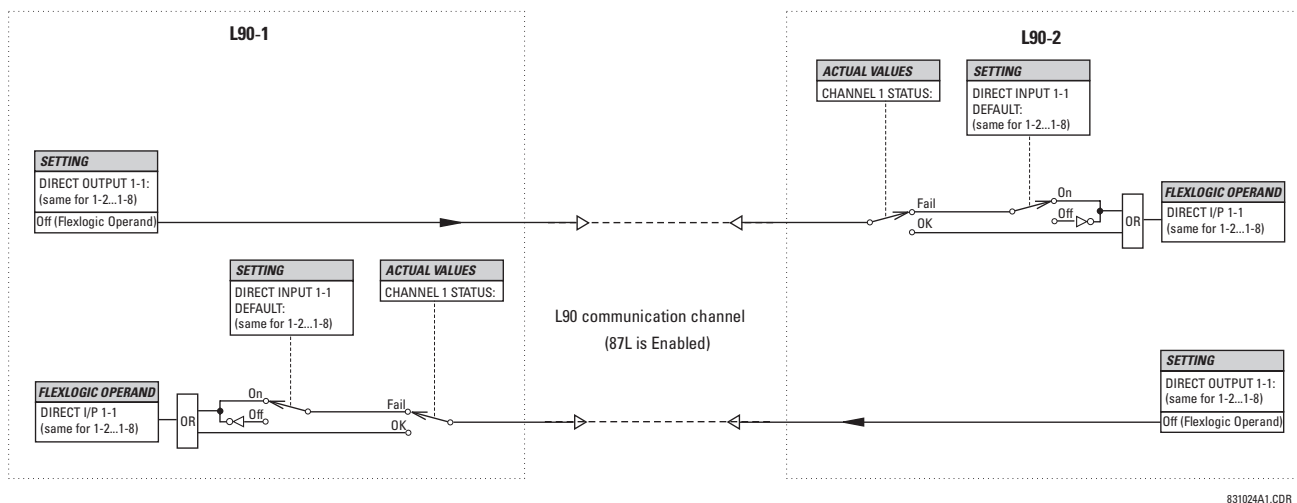 L90-1
L90-2
ACTUAL VALUES
CHANNEL 1 STATUS:
SETTING
DIRECT INPUT 1-1
DEFAULT:
(same for 1-2...1-8)
SETTING
DIRECT OUTPUT 1-1:
(same for 1-2...1-8)
Off (Flexlogic Operand)
Fail
OK
On
Off
OR
FLEXLOGIC OPERAND
DIRECT I/P 1-1
(same for 1-2...1-8)
SETTING
DIRECT INPUT 1-1
DEFAULT:
(same for 1-2...1-8)
ACTUAL VALUES
CHANNEL 1 STATUS:
L90 communication channel
(87L is Enabled)
FLEXLOGIC OPERAND
DIRECT I/P 1-1
(same for 1-2...1-8)
OR
On
Off
Fail
OK
SETTING
DIRECT OUTPUT 1-1:
(same for 1-2...1-8)
Off (Flexlogic Operand)
831024A1.CDR